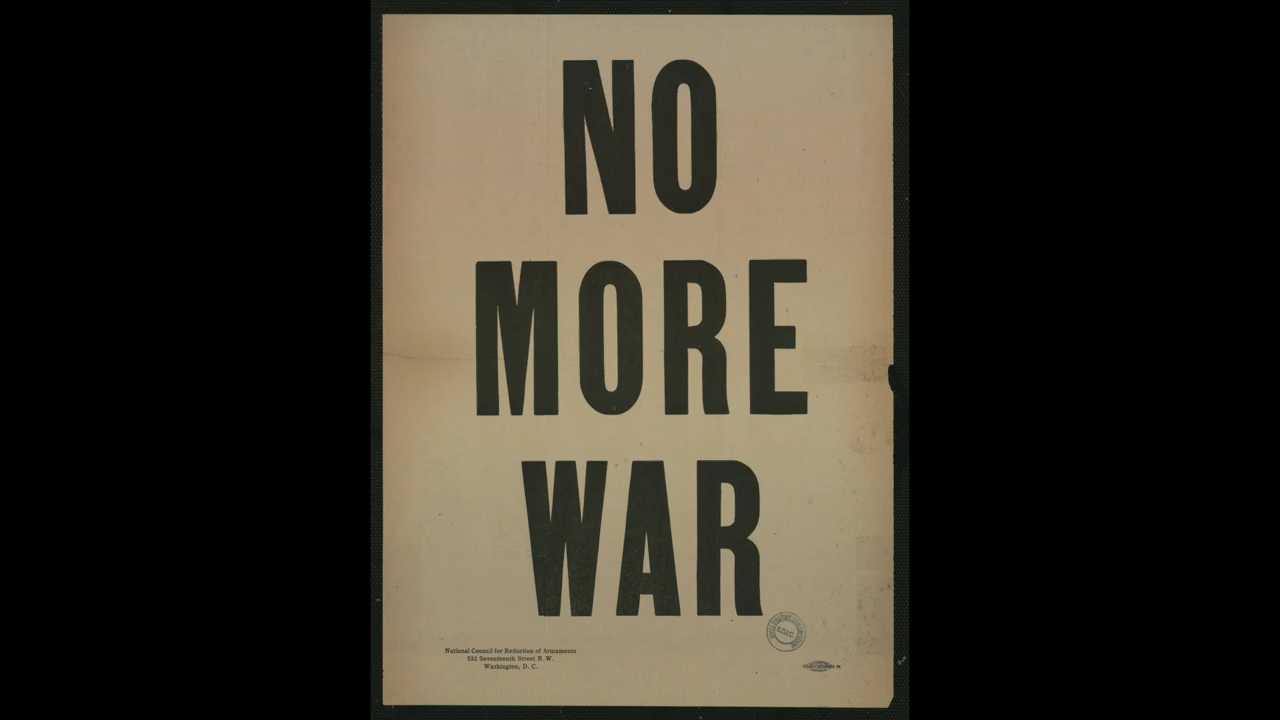 NO
MORE
WAR
National Council for Reduction of Armaments
532 Seventeenth Street N. W.
Washington, D. C.